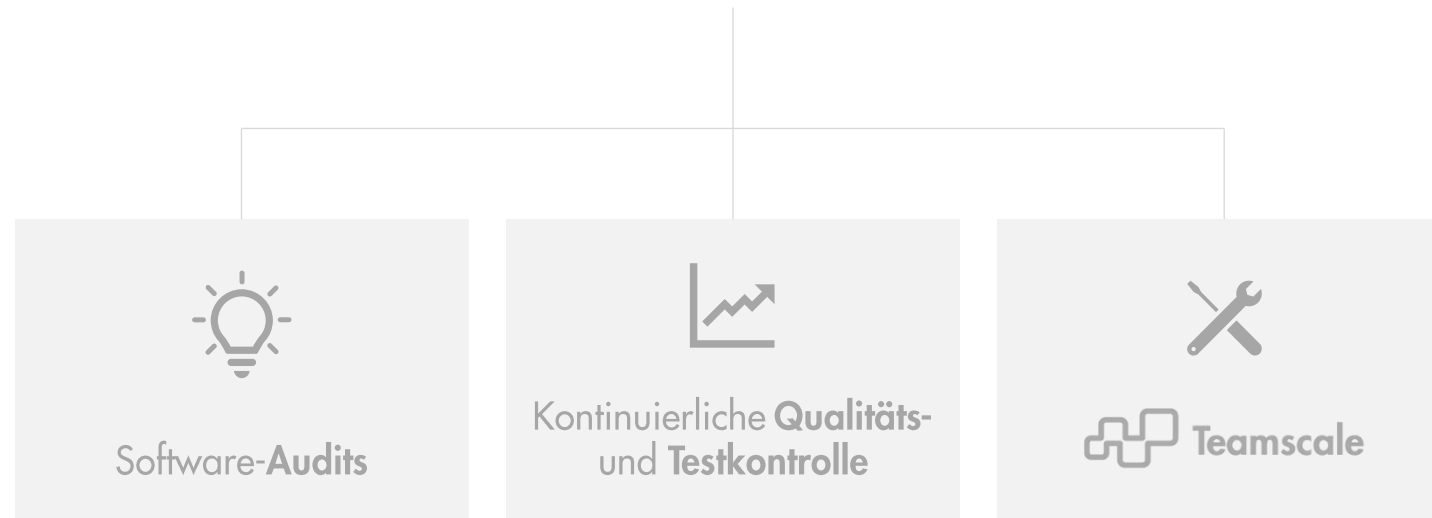 Software-Audits
Kontinuierliche Qualitäts-
und Testkontrolle
Teamscale